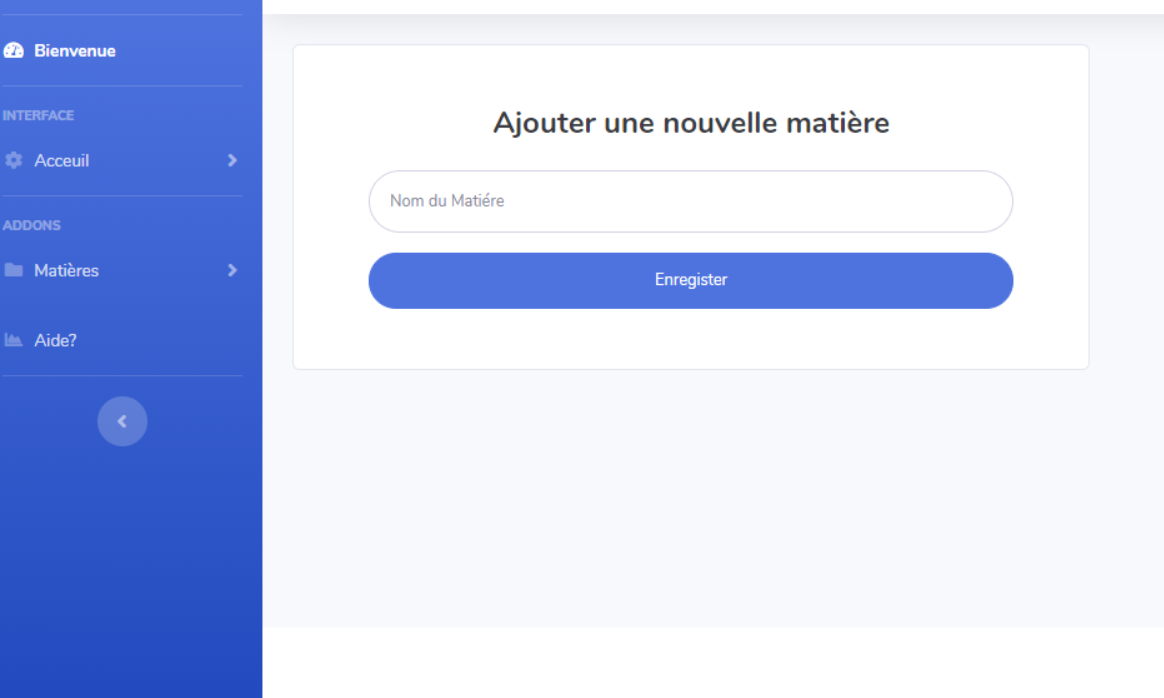 Bienvenue
INTERFACE
Acceuil
ADDONS
Matières
Aide?
Ajouter une nouvelle matière
Nom du Matiére
Enregister